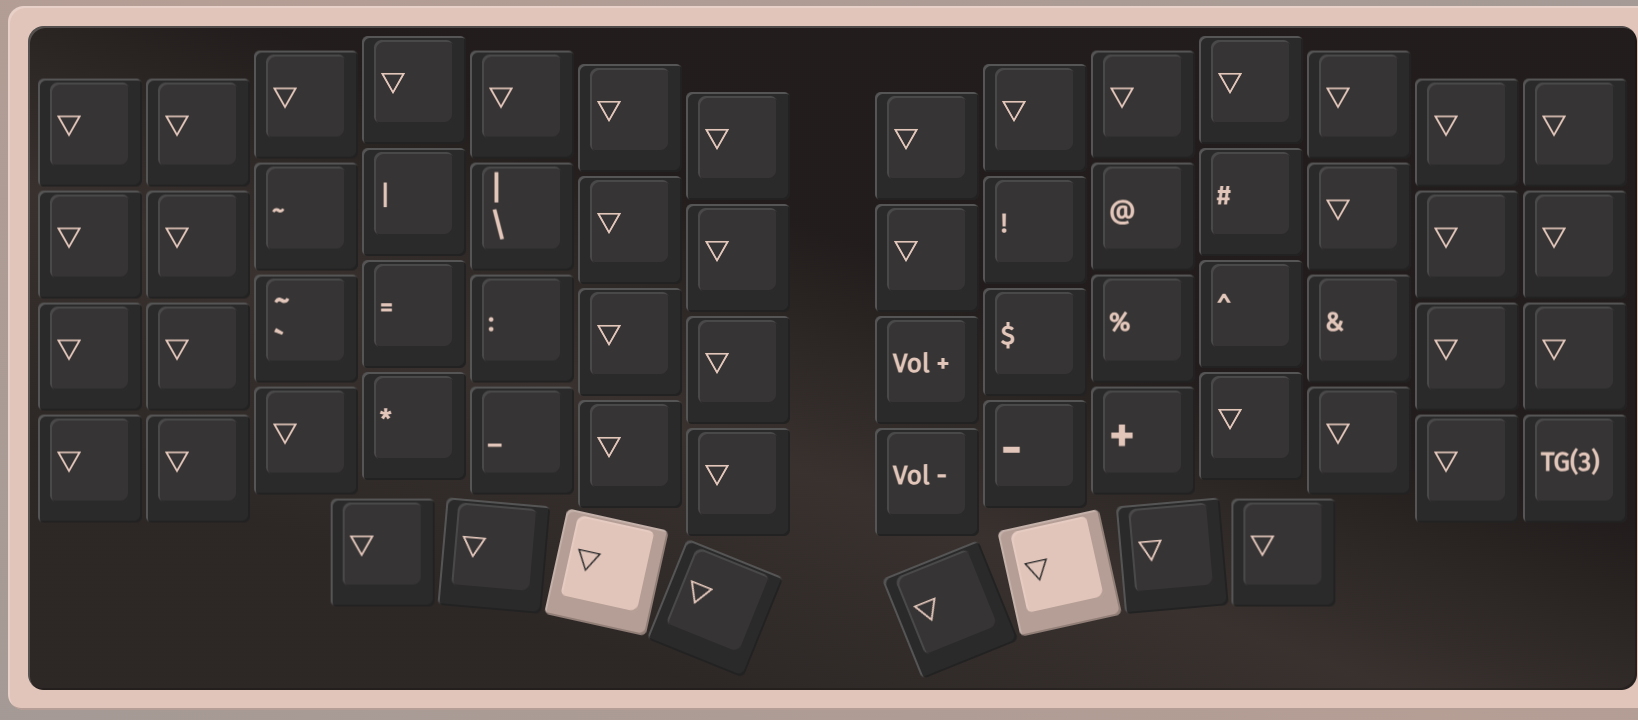 ▽ ▽ ▽ ▽ ▽ ▽ ▽ ▽ ▽ ▽ ▽ ▽ ▽ ▽
▽ ▽ ~ | | ▽ ▽ ▽ ! @ # ▽ ▽ ▽
\
▽ ▽ ~ = : ▽ ▽ Vol + $ % ^ & ▽ ▽
`
▽ ▽ ▽ * _ ▽ ▽ Vol - - + ▽ ▽ ▽ TG(3)
▽ ▽ ▽ ▽ ▽ ▽ ▽ ▽